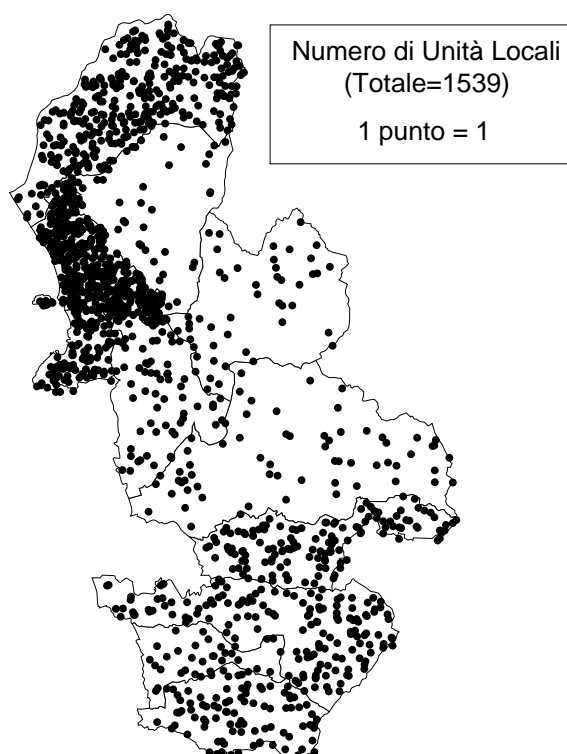 Numero di Unità Locali
(Totale=1539)
1 punto = 1